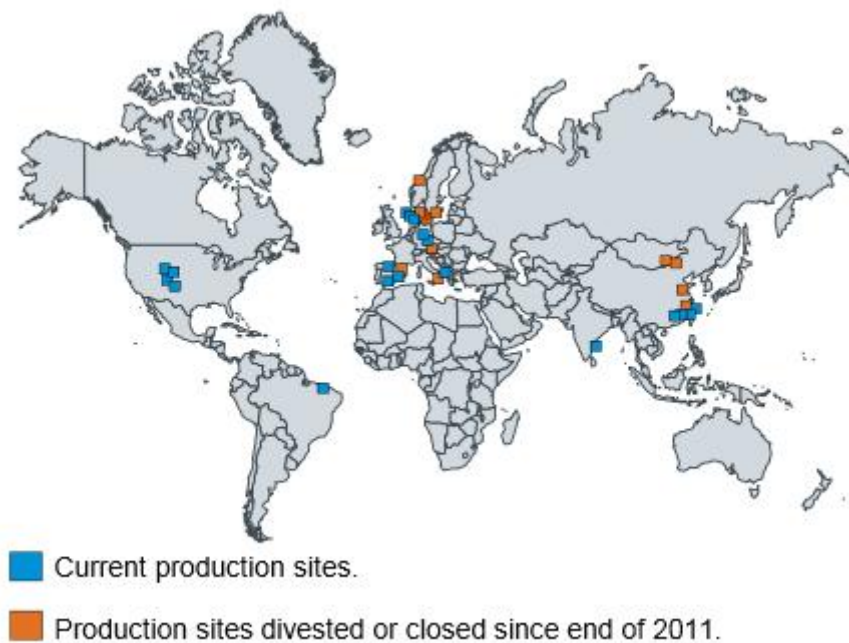 Current production sites.
Production sites divested or closed since end of 2011.